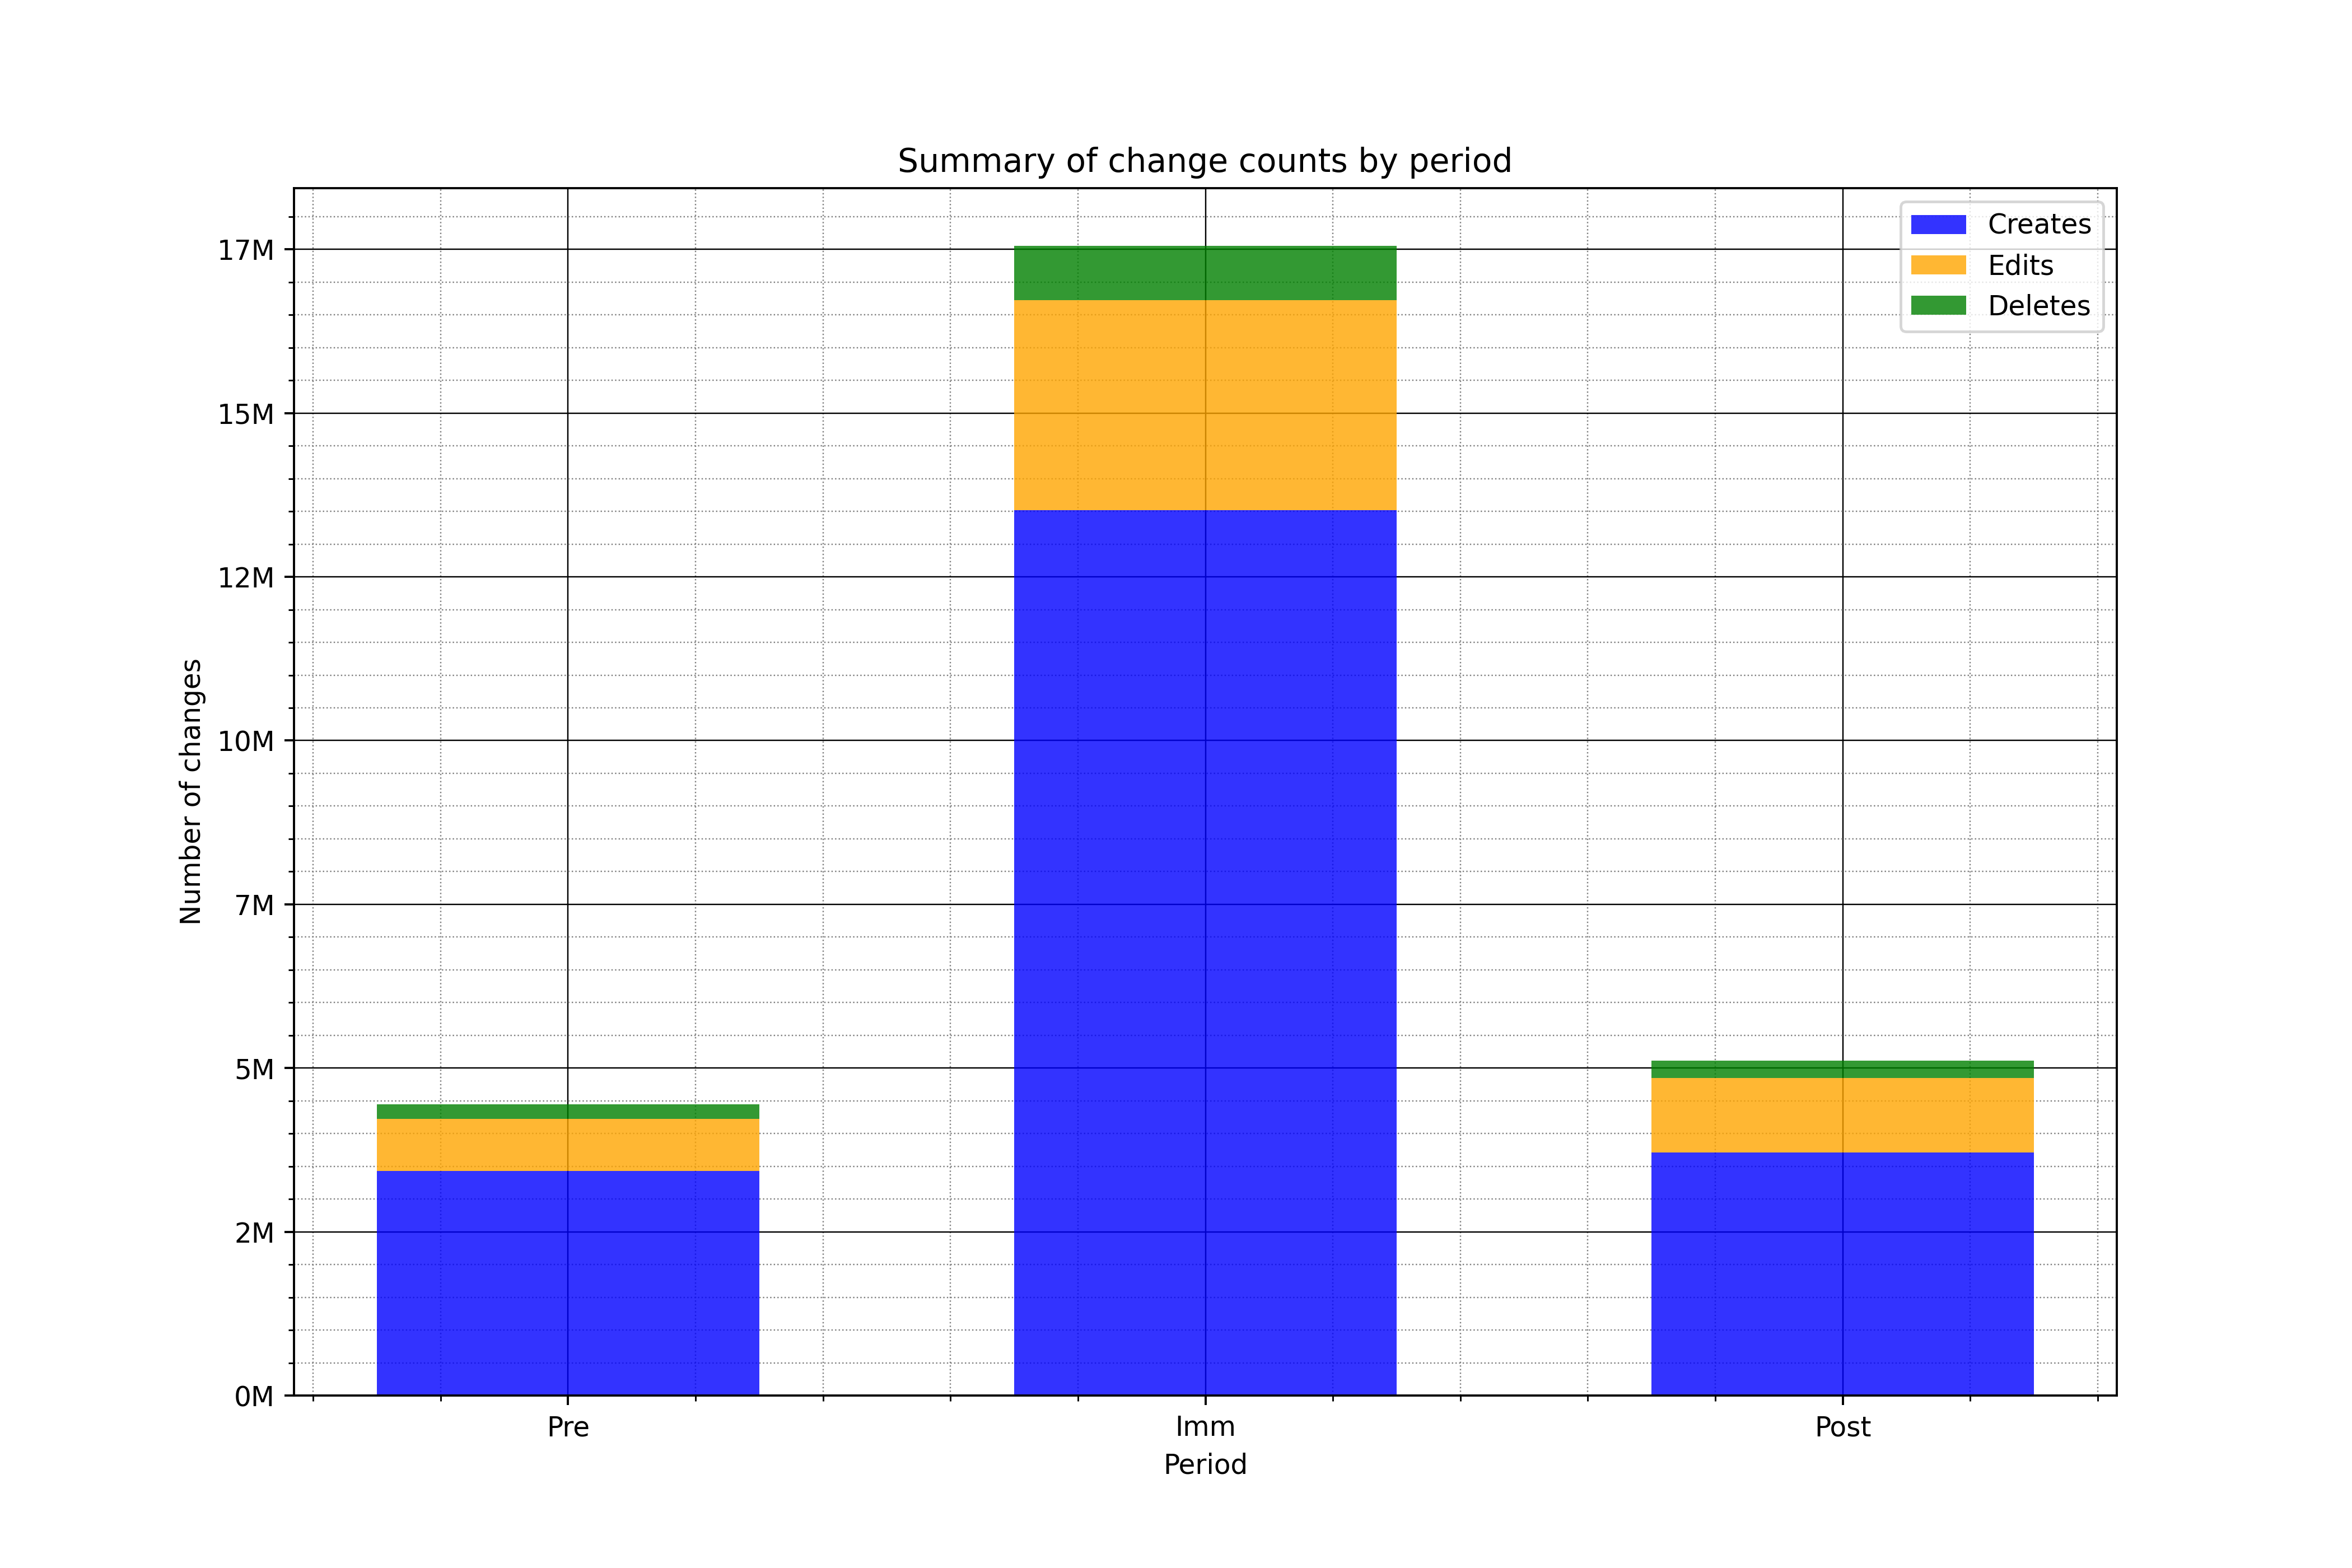 Summary of change counts by period
Creates
Edits
Deletes
17M
15M
12M
10M
7M
5M
2M
0M
Number of changes
Pre
Imm
Post
Period